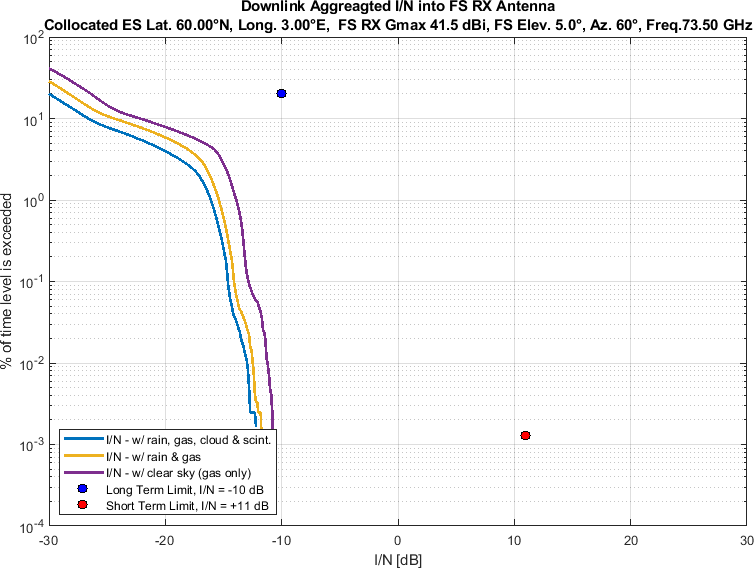 Downlink Aggreagted I/N into FS RX Antenna
Collocated ES Lat. 60.00°N, Long. 3.00°E, FS RX Gmax 41.5 dBi, FS Elev. 5.0°, Az. 60°, Freq.73.50 GHz
% of time level is exceeded
10^2
10^1
10^0
10^-1
10^-2
10^-3
10^-4
I/N - w/ rain, gas, cloud & scint.
I/N - w/ rain & gas
I/N - w/ clear sky (gas only)
Long Term Limit, I/N = -10 dB
Short Term Limit, I/N = +11 dB
-30 -20 -10 0 10 20 30
I/N [dB]